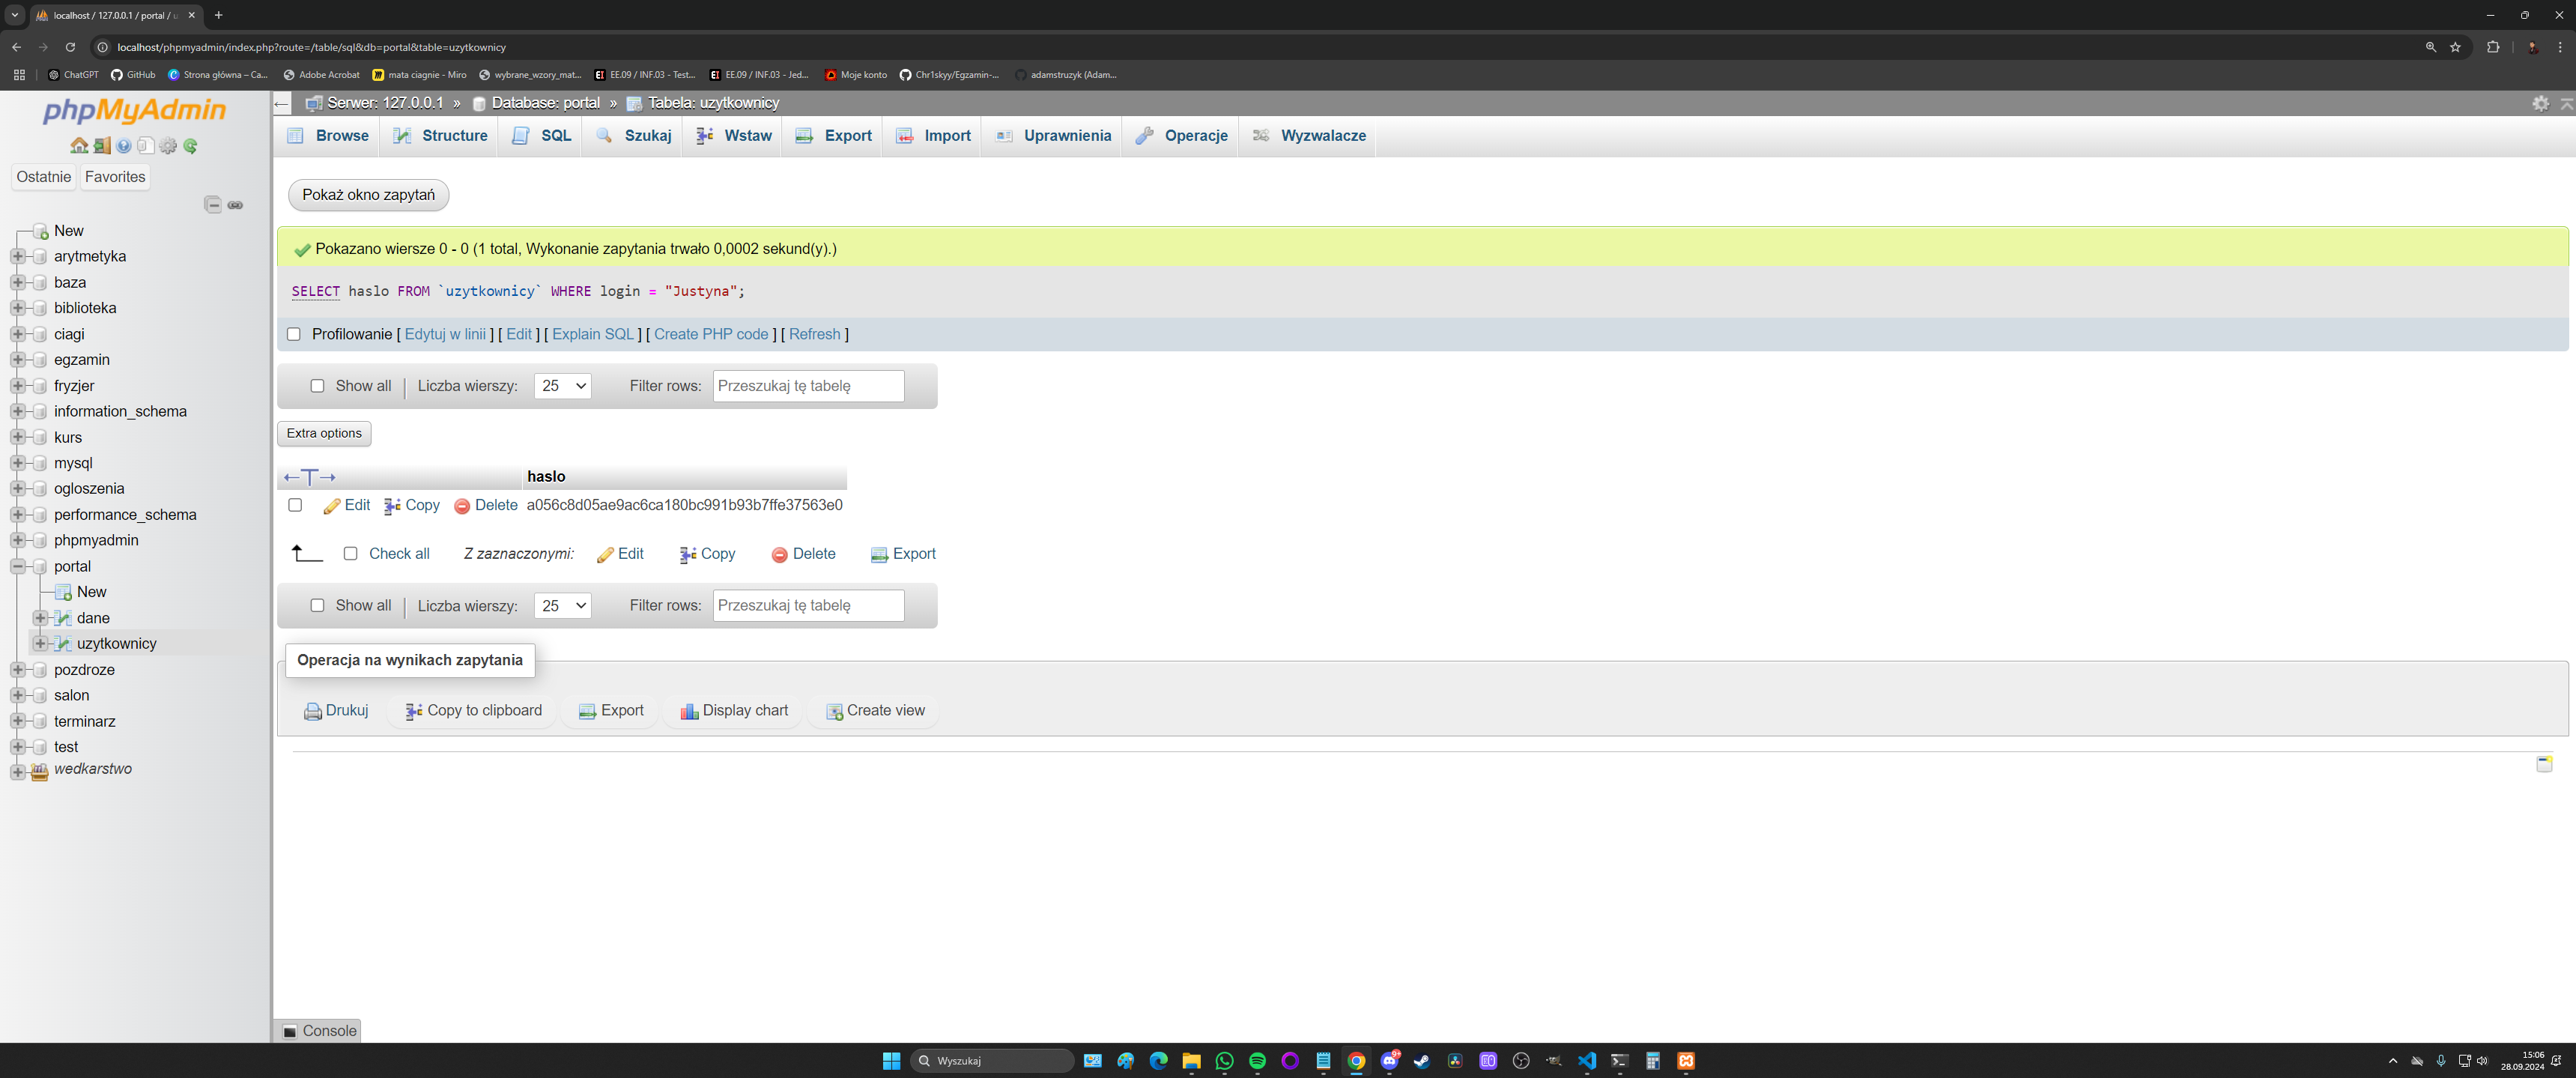 localhost / 127.0.0.1 / portal / u
localhost/phpmyadmin/index.php?route=/table/sql&db=portal&table=uzytkownicy
ChatGPT GitHub Strona główna – Ca... Adobe Acrobat mata ciagnie - Miro wybrane_wzory_mat... EE.09 / INF.03 - Test... EE.09 / INF.03 - Jed... Moje konto Chr1skyy/Egzamin-... adamstruzyk (Adam...
phpMyAdmin
Ostatnie Favorites
New
arytmetyka
baza
biblioteka
ciagi
egzamin
fryzjer
information_schema
kurs
mysql
ogloszenia
performance_schema
phpmyadmin
portal
New
dane
uzytkownicy
pozdroze
salon
terminarz
test
wedkarstwo
Serwer: 127.0.0.1 » Database: portal » Tabela: uzytkownicy
Browse Structure SQL Szukaj Wstaw Export Import Uprawnienia Operacje Wyzwalacze
Pokaż okno zapytań
Pokazano wiersze 0 - 0 (1 total, Wykonanie zapytania trwało 0,0002 sekund(y).)
SELECT haslo FROM `uzytkownicy` WHERE login = "Justyna";
Profilowanie [ Edytuj w linii ] [ Edit ] [ Explain SQL ] [ Create PHP code ] [ Refresh ]
Show all Liczba wierszy: 25 Filter rows: Przeszukaj tę tabelę
Extra options
←T→ haslo
Edit Copy Delete a056c8d05ae9ac6ca180bc991b93b7ffe37563e0
Check all Z zaznaczonymi: Edit Copy Delete Export
Show all Liczba wierszy: 25 Filter rows: Przeszukaj tę tabelę
Operacja na wynikach zapytania
Drukuj Copy to clipboard Export Display chart Create view
Console
Wyszukaj
15:06
28.09.2024